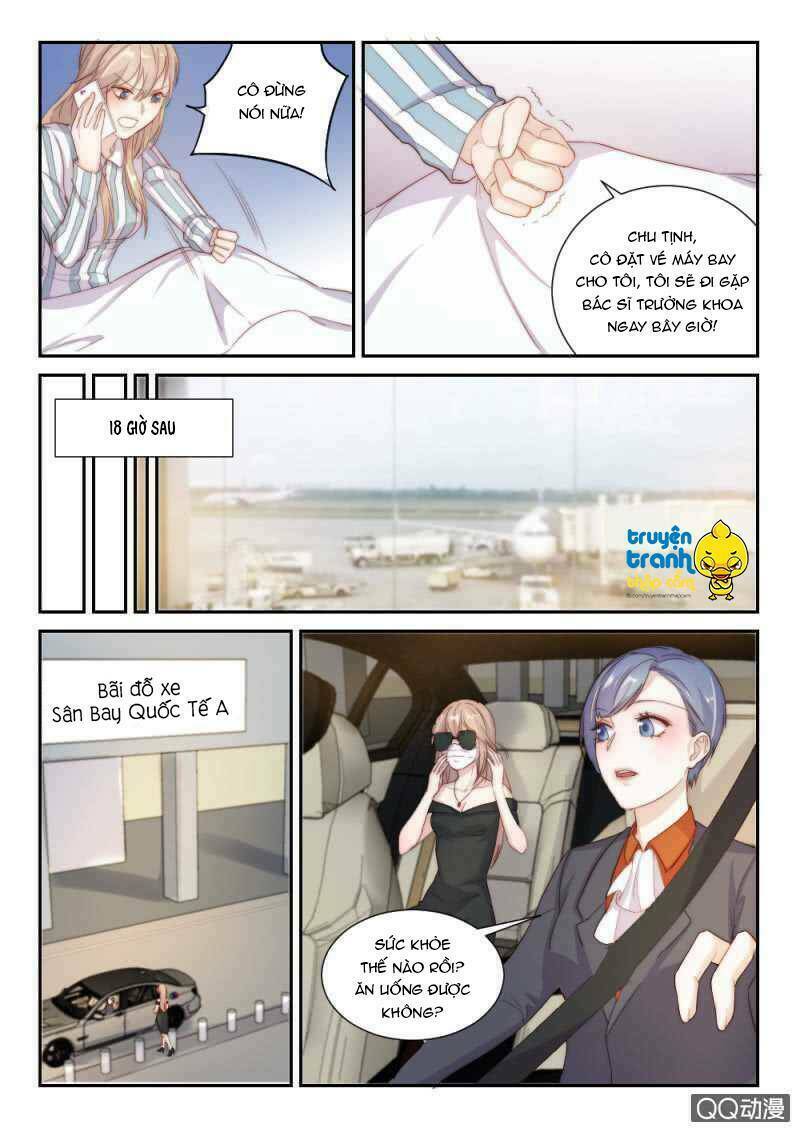 CÔ ĐỪNG
NÓI NỮA!
CHU TỊNH,
CÔ ĐẶT VÉ MÁY BAY
CHO TÔI, TÔI SẼ ĐI GẶP
BÁC SĨ TRƯỞNG KHOA
NGAY BÂY GIỜ!
18 GIỜ SAU
truyện
tranh
thập cẩm
Bãi đỗ xe
Sân Bay Quốc Tế A
SỨC KHỎE
THẾ NÀO RỒI?
ĂN UỐNG ĐƯỢC
KHÔNG?
QQ动漫